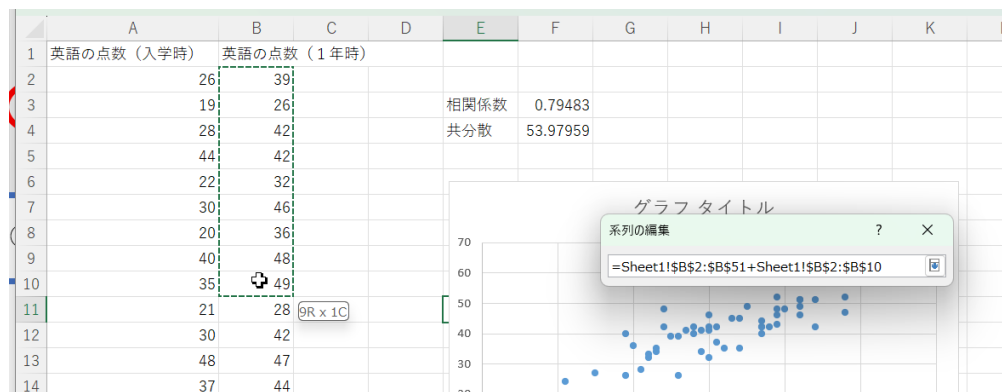 A B C D E F G H I J K
1 英語の点数（入学時） 英語の点数（１年時）
2 26 39
3 19 26 相関係数 0.79483
4 28 42 共分散 53.97959
5 44 42
6 22 32
7 30 46 グラフ タイトル
8 20 36 系列の編集 ? ×
70
9 40 48 =Sheet1!$B$2:$B$51+Sheet1!$B$2:$B$10
60
10 35 49
50
11 21 28 9R x 1C
12 30 42 40
13 48 47 30
14 37 44